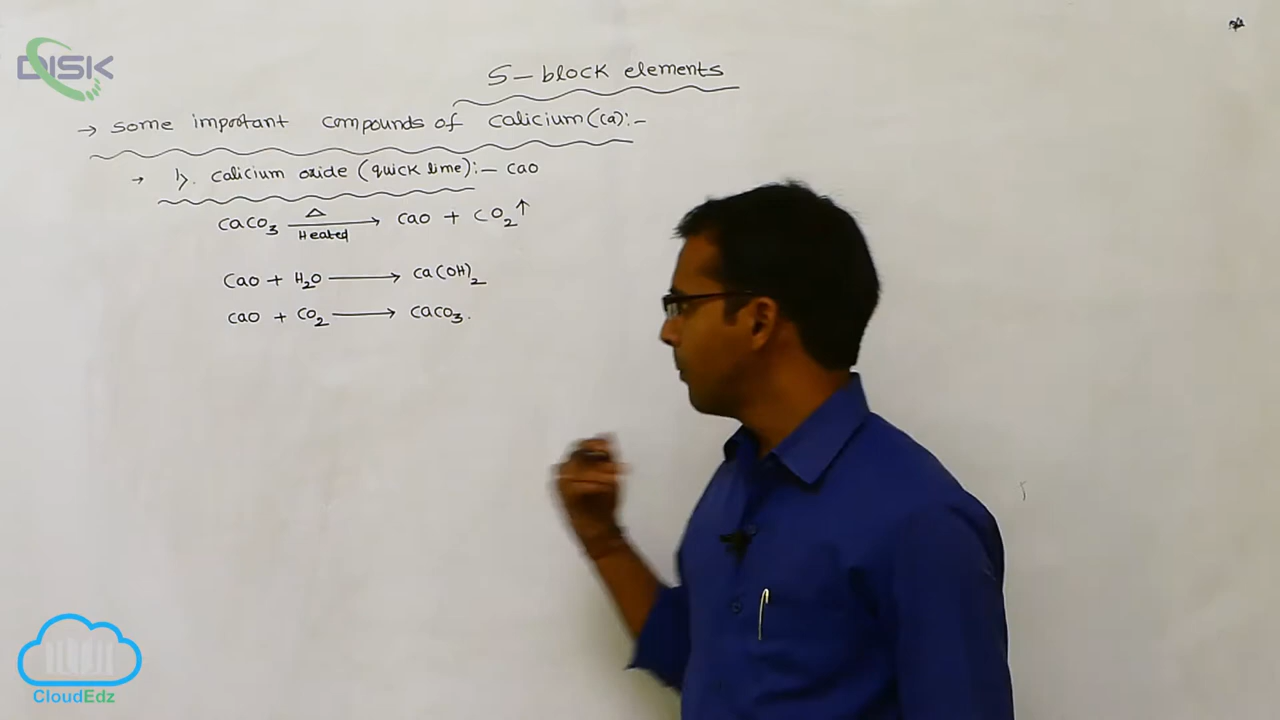 DISK
S-block elements
→ some important compounds of calicium (ca):-
→ 1). calicium oxide (quick lime):- cao
caco₃ —Δ Heated→ cao + co₂↑
cao + H₂O ⟶ ca(OH)₂
cao + co₂ ⟶ caco₃.
CloudEdz